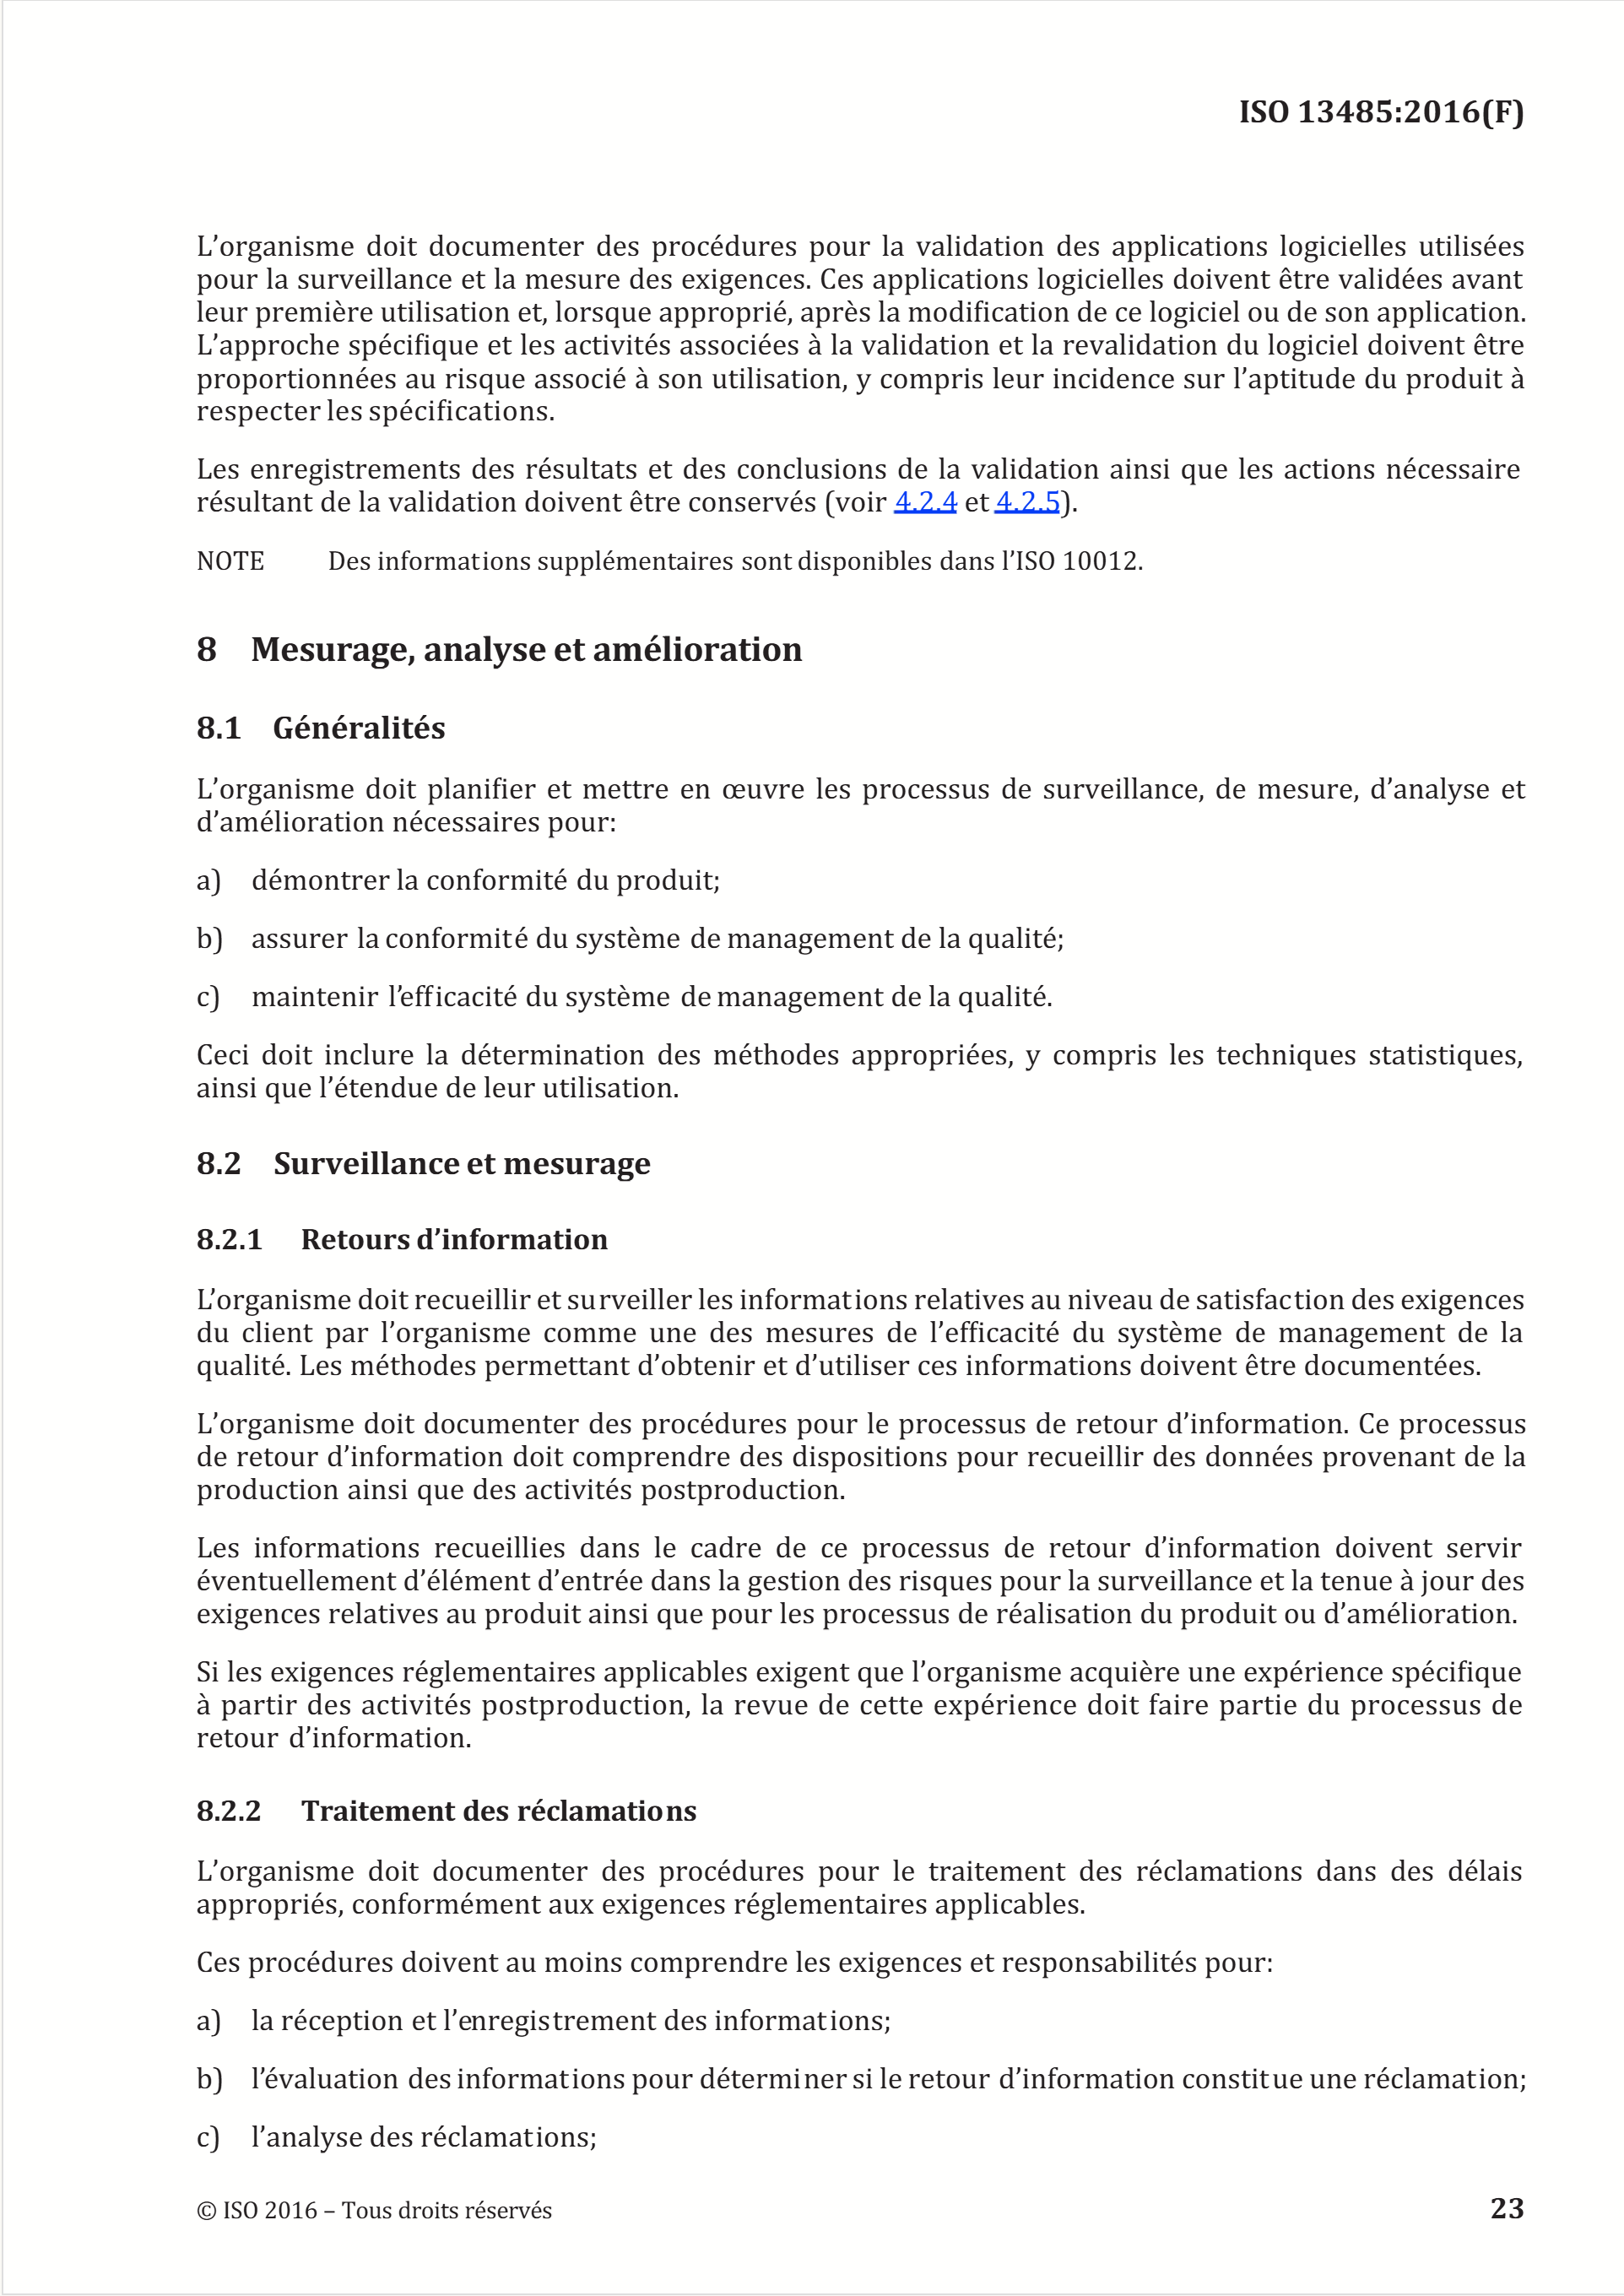 ISO 13485:2016(F)
L’organisme doit documenter des procédures pour la validation des applications logicielles utilisées
pour la surveillance et la mesure des exigences. Ces applications logicielles doivent être validées avant
leur première utilisation et, lorsque approprié, après la modification de ce logiciel ou de son application.
L’approche spécifique et les activités associées à la validation et la revalidation du logiciel doivent être
proportionnées au risque associé à son utilisation, y compris leur incidence sur l’aptitude du produit à
respecter les spécifications.
Les enregistrements des résultats et des conclusions de la validation ainsi que les actions nécessaire
résultant de la validation doivent être conservés (voir 4.2.4 et 4.2.5).
NOTE Des informations supplémentaires sont disponibles dans l’ISO 10012.
8 Mesurage, analyse et amélioration
8.1 Généralités
L’organisme doit planifier et mettre en œuvre les processus de surveillance, de mesure, d’analyse et
d’amélioration nécessaires pour:
a) démontrer la conformité du produit;
b) assurer la conformité du système de management de la qualité;
c) maintenir l’efficacité du système de management de la qualité.
Ceci doit inclure la détermination des méthodes appropriées, y compris les techniques statistiques,
ainsi que l’étendue de leur utilisation.
8.2 Surveillance et mesurage
8.2.1 Retours d’information
L’organisme doit recueillir et surveiller les informations relatives au niveau de satisfaction des exigences
du client par l’organisme comme une des mesures de l’efficacité du système de management de la
qualité. Les méthodes permettant d’obtenir et d’utiliser ces informations doivent être documentées.
L’organisme doit documenter des procédures pour le processus de retour d’information. Ce processus
de retour d’information doit comprendre des dispositions pour recueillir des données provenant de la
production ainsi que des activités postproduction.
Les informations recueillies dans le cadre de ce processus de retour d’information doivent servir
éventuellement d’élément d’entrée dans la gestion des risques pour la surveillance et la tenue à jour des
exigences relatives au produit ainsi que pour les processus de réalisation du produit ou d’amélioration.
Si les exigences réglementaires applicables exigent que l’organisme acquière une expérience spécifique
à partir des activités postproduction, la revue de cette expérience doit faire partie du processus de
retour d’information.
8.2.2 Traitement des réclamations
L’organisme doit documenter des procédures pour le traitement des réclamations dans des délais
appropriés, conformément aux exigences réglementaires applicables.
Ces procédures doivent au moins comprendre les exigences et responsabilités pour:
a) la réception et l’enregistrement des informations;
b) l’évaluation des informations pour déterminer si le retour d’information constitue une réclamation;
c) l’analyse des réclamations;
© ISO 2016 – Tous droits réservés 23